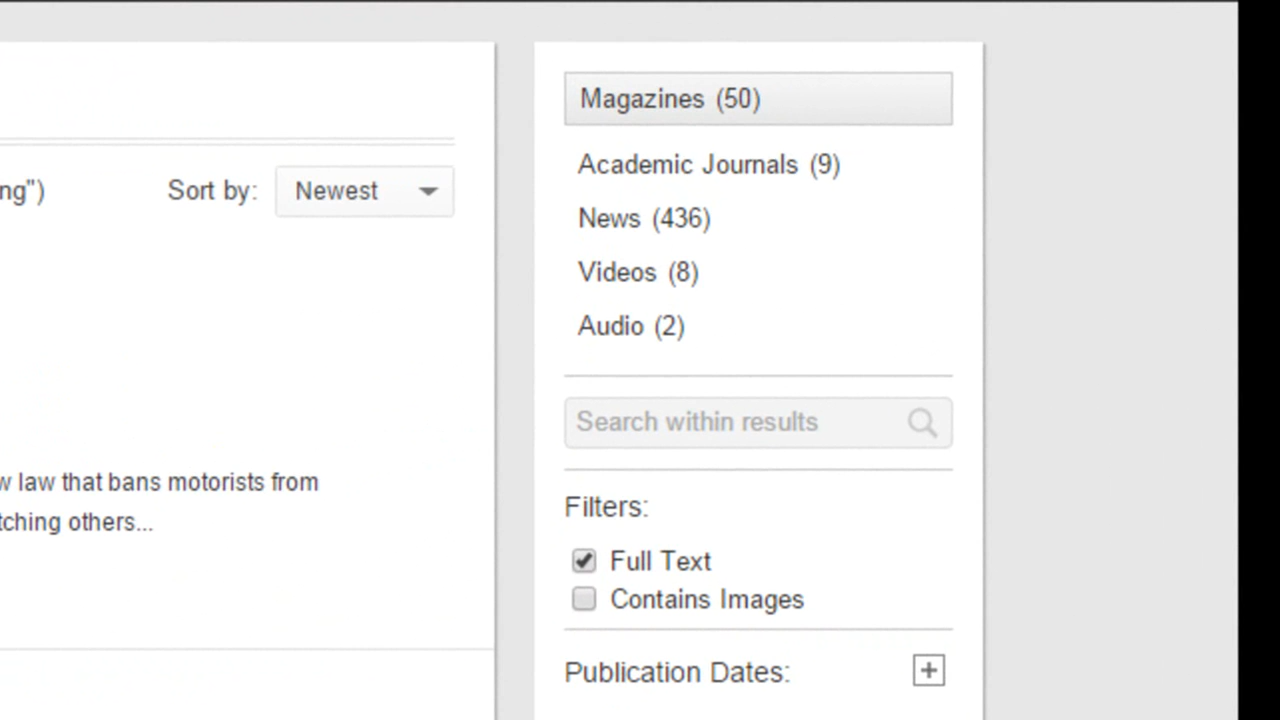 Magazines (50)
Academic Journals (9)
ng")
Sort by: Newest
News (436)
Videos (8)
Audio (2)
Search within results
law that bans motorists from
tching others...
Filters:
Full Text
Contains Images
Publication Dates: